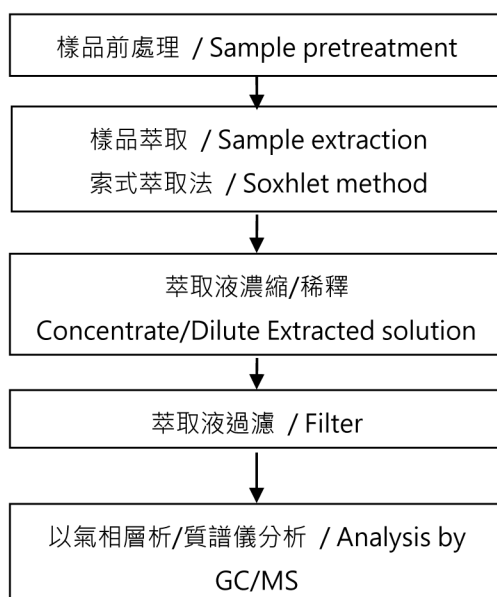 樣品前處理 / Sample pretreatment
樣品萃取 / Sample extraction
索式萃取法 / Soxhlet method
萃取液濃縮/稀釋
Concentrate/Dilute Extracted solution
萃取液過濾 / Filter
以氣相層析/質譜儀分析 / Analysis by
GC/MS